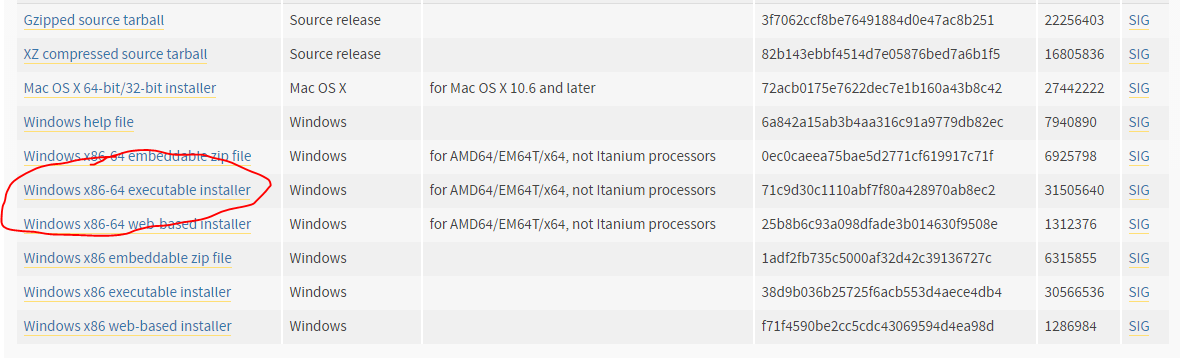 Gzipped source tarball Source release 3f7062ccf8be76491884d0e47ac8b251 22256403 SIG
XZ compressed source tarball Source release 82b143ebbf4514d7e05876bed7a6b1f5 16805836 SIG
Mac OS X 64-bit/32-bit installer Mac OS X for Mac OS X 10.6 and later 72acb0175e7622dec7e1b160a43b8c42 27442222 SIG
Windows help file Windows 6a842a15ab3b4aa316c91a9779db82ec 7940890 SIG
Windows x86-64 embeddable zip file Windows for AMD64/EM64T/x64, not Itanium processors 0ec0caeea75bae5d2771cf619917c71f 6925798 SIG
Windows x86-64 executable installer Windows for AMD64/EM64T/x64, not Itanium processors 71c9d30c1110abf7f80a428970ab8ec2 31505640 SIG
Windows x86-64 web-based installer Windows for AMD64/EM64T/x64, not Itanium processors 25b8b6c93a098dfade3b014630f9508e 1312376 SIG
Windows x86 embeddable zip file Windows 1adf2fb735c5000af32d42c39136727c 6315855 SIG
Windows x86 executable installer Windows 38d9b036b25725f6acb553d4aece4db4 30566536 SIG
Windows x86 web-based installer Windows f71f4590be2cc5cdc43069594d4ea98d 1286984 SIG